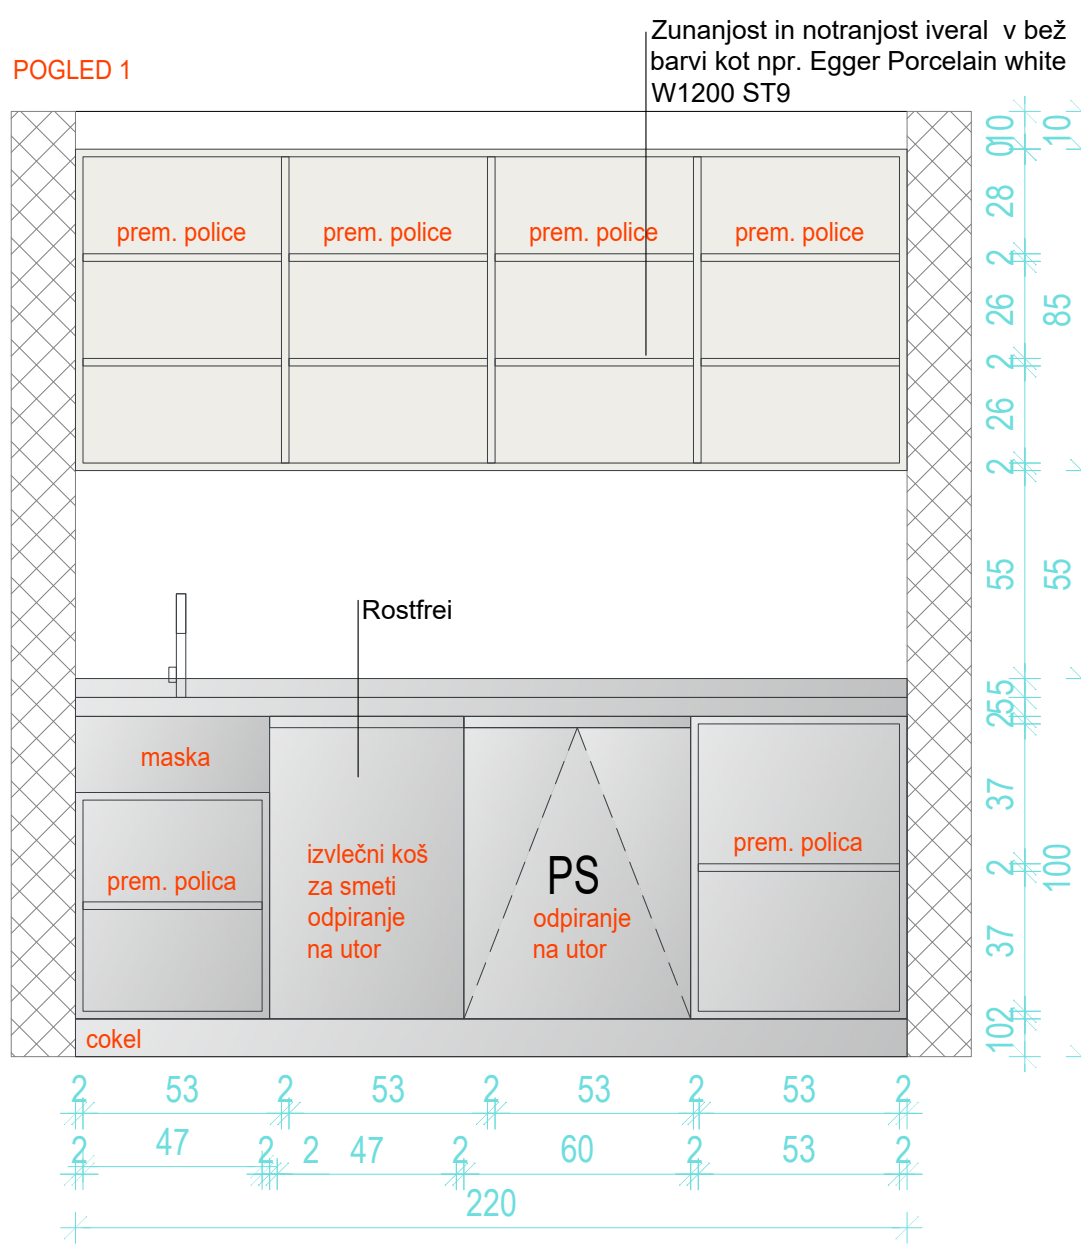 POGLED 1
Zunanjost in notranjost iveral v bež
barvi kot npr. Egger Porcelain white
W1200 ST9
prem. police
prem. police
prem. police
prem. police
Rostfrei
maska
prem. polica
izvlečni koš
za smeti
odpiranje
na utor
PS
odpiranje
na utor
prem. polica
cokel
10
0
28
2
26
2
26
2
55
5
5
2
37
2
37
2
10
10
85
55
100
2 53 2 53 2 53 2 53 2
2 47 2 2 47 2 60 2 53 2
220